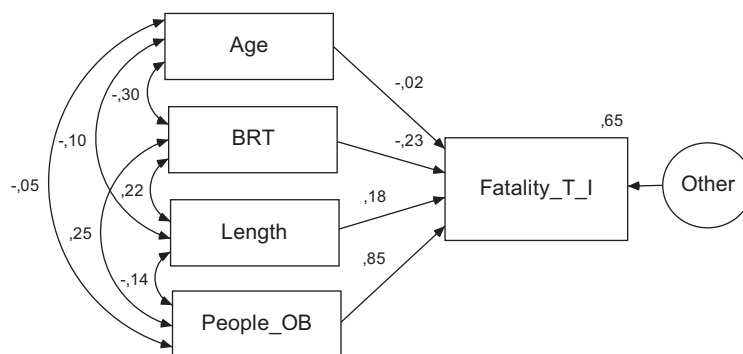 Age
-,02
,65
-,30
BRT
-,23
-,10
Fatality_T_I
Other
-,05
,22
,18
Length
,25
-,14
,85
People_OB